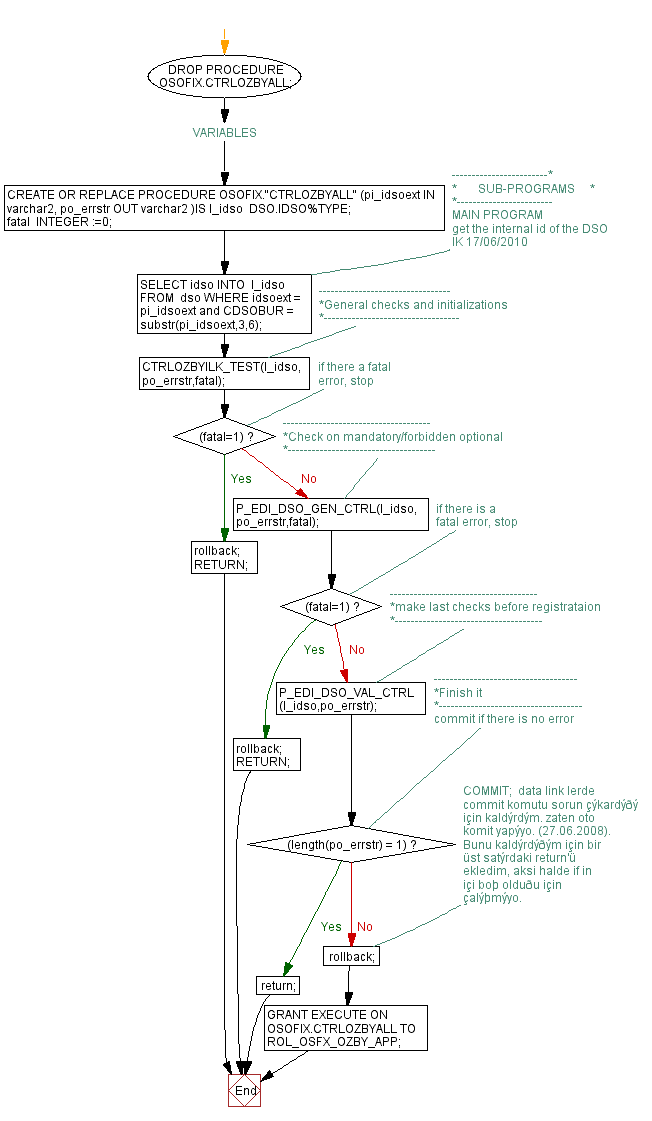 DROP PROCEDURE
OSOFIX.CTRLOZBYALL;
VARIABLES
CREATE OR REPLACE PROCEDURE OSOFIX."CTRLOZBYALL" (pi_idsoext IN
varchar2, po_errstr OUT varchar2 )IS l_idso  DSO.IDSO%TYPE;
fatal  INTEGER :=0;
-------------------------*
*      SUB-PROGRAMS    *
*-------------------------
MAIN PROGRAM
get the internal id of the DSO
IK 17/06/2010
SELECT idso INTO  l_idso
FROM  dso WHERE idsoext =
pi_idsoext and CDSOBUR =
substr(pi_idsoext,3,6);
-----------------------------------
*General checks and initializations
*-----------------------------------
CTRLOZBYILK_TEST(l_idso,
po_errstr,fatal);
if there a fatal
error, stop
(fatal=1) ?
---------------------------------------
*Check on mandatory/forbidden optional
*---------------------------------------
Yes
No
P_EDI_DSO_GEN_CTRL(l_idso,
po_errstr,fatal);
if there is a
fatal error, stop
rollback;
RETURN;
(fatal=1) ?
---------------------------------------
*make last checks before registrataion
*---------------------------------------
Yes
No
P_EDI_DSO_VAL_CTRL
(l_idso,po_errstr);
--------------------------------------
*Finish it
*--------------------------------------
commit if there is no error
rollback;
RETURN;
COMMIT;  data link lerde
commit komutu sorun çýkardýðý
için kaldýrdým. zaten oto
komit yapýyo. (27.06.2008).
Bunu kaldýrdýðým için bir
üst satýrdaki return'ü
ekledim, aksi halde if in
içi boþ olduðu için
çalýþmýyo.
(length(po_errstr) = 1) ?
Yes
No
rollback;
return;
GRANT EXECUTE ON
OSOFIX.CTRLOZBYALL TO
ROL_OSFX_OZBY_APP;
End